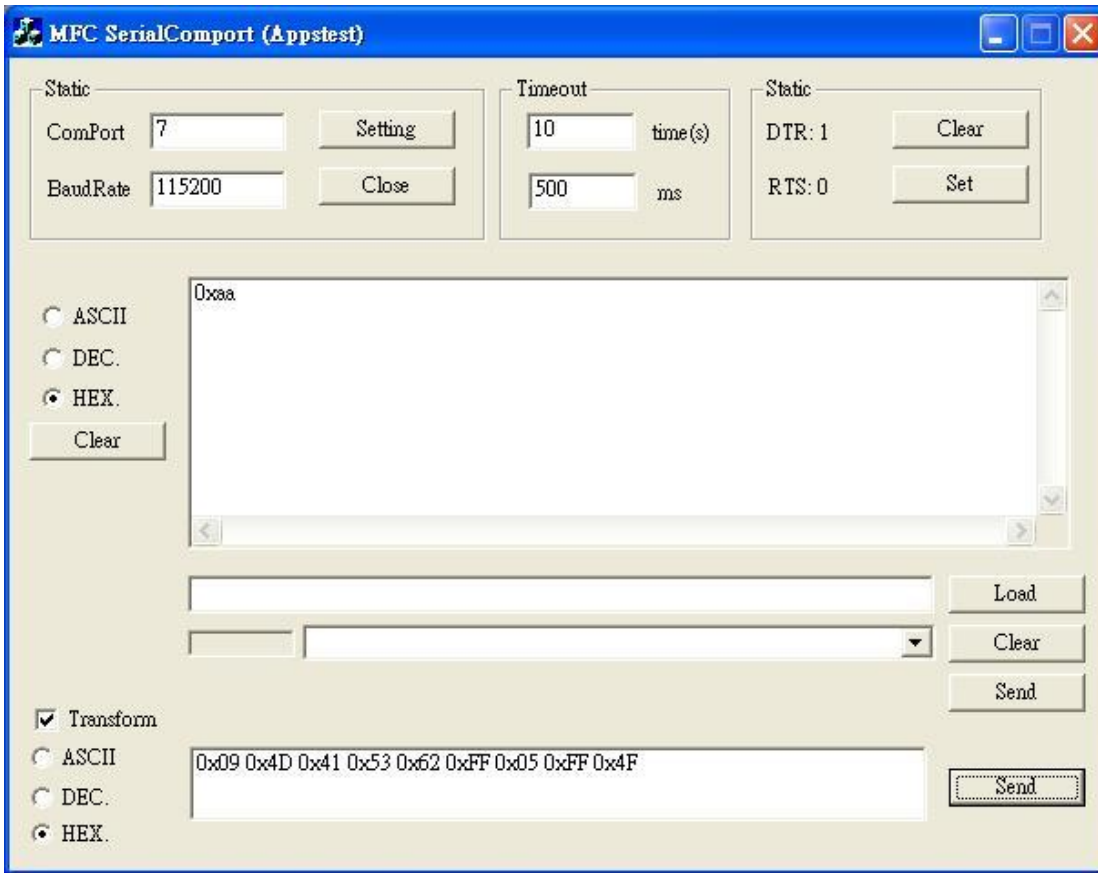 MFC SerialComport (Appstest)
Static
ComPort 7 Setting
BaudRate 115200 Close
Timeout
10 time(s)
500 ms
Static
DTR: 1 Clear
RTS: 0 Set
ASCII
DEC.
HEX.
Clear
0xaa
Load
Clear
Send
Transform
ASCII
DEC.
HEX.
0x09 0x4D 0x41 0x53 0x62 0xFF 0x05 0xFF 0x4F
Send